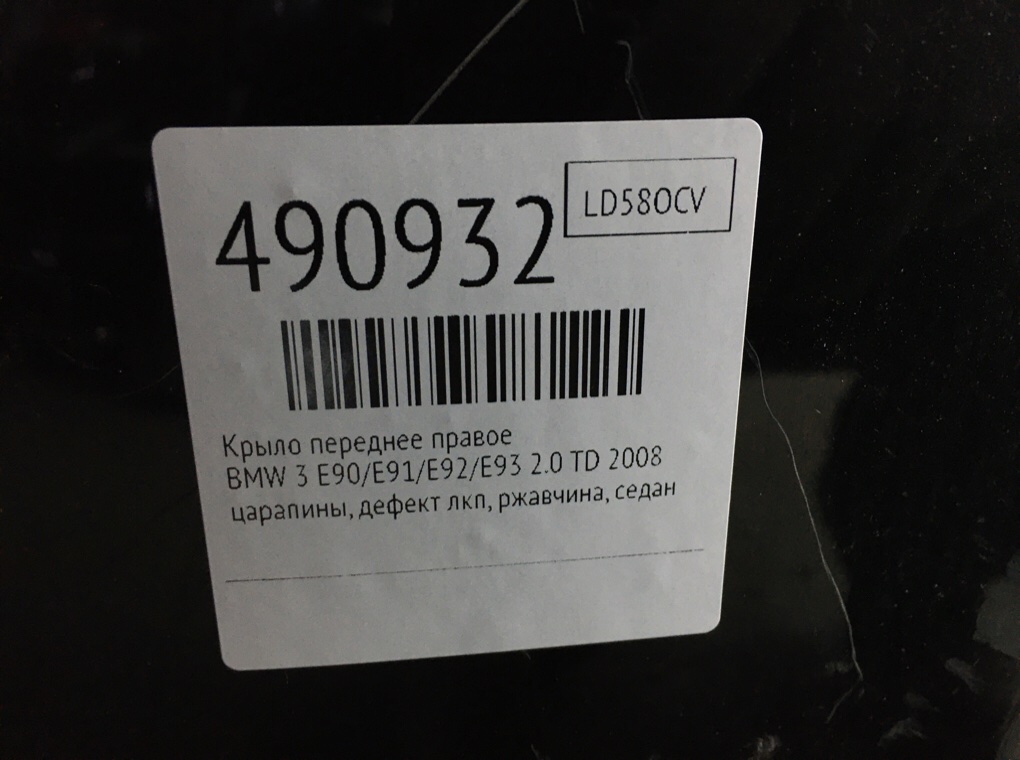 490932
LD580CV
Крыло переднее правое
BMW 3 E90/E91/E92/E93 2.0 TD 2008
царапины, дефект лкп, ржавчина, седан